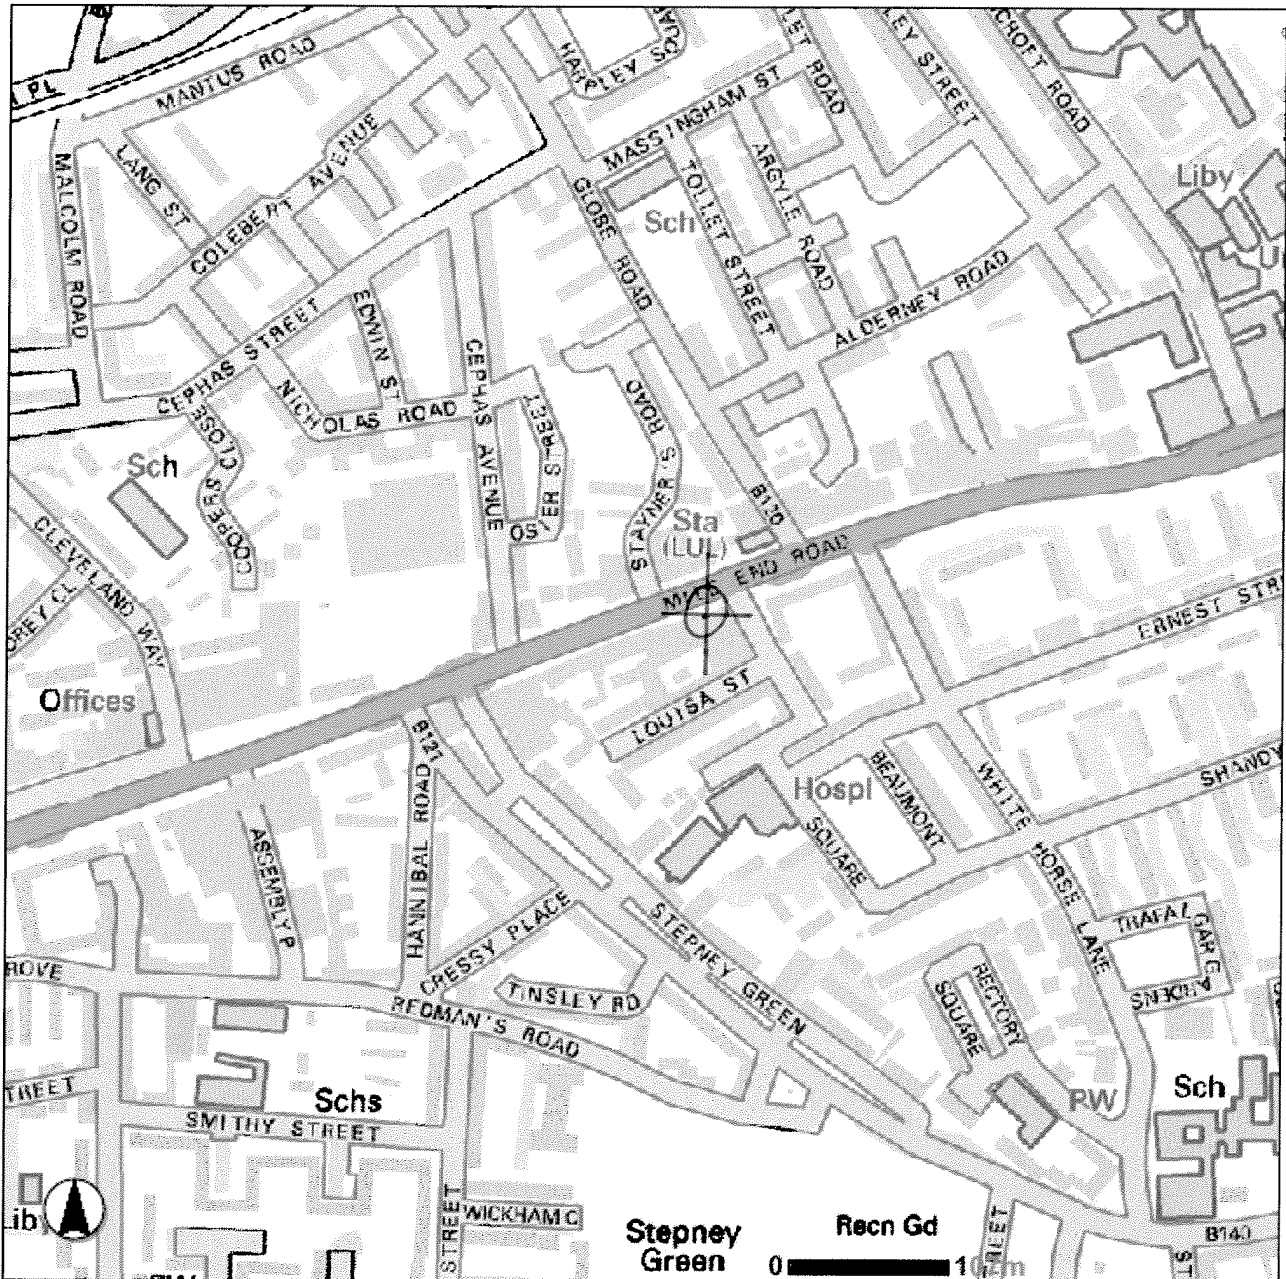 PL
MANTUS ROAD
HARPLEY SQUARE
MASSINGHAM ST
MALCOLM ROAD
LANG ST
COLEBERT AVENUE
GLOBE ROAD
Sch
TOLLET STREET
ARGYLE ROAD
Liby
ALDERNEY ROAD
CEPHAS STREET
EDWIN ST
NICHOLAS ROAD
CEPHAS AVENUE
OSIER STREET
STAYNER'S ROAD
Sch
COOPERS CLOSE
CLEVELAND WAY
Sta
(LUL)
B120
MILE END ROAD
ERNEST STR
Offices
LOUISA ST
B121
HANNIBAL ROAD
ASSEMBLY P
Hospl
BEAUMONT SQUARE
WHITE HORSE LANE
SHANDY
CRESSY PLACE
STEPNEY GREEN
TRAFALGAR G
ARDENS
ROVE
TINSLEY RD
REDMAN'S ROAD
RECTORY SQUARE
TREET
Schs
SMITHY STREET
PW
Sch
STREET
WICKHAM C
Stepney
Green
Recn Gd
B140
ST
0